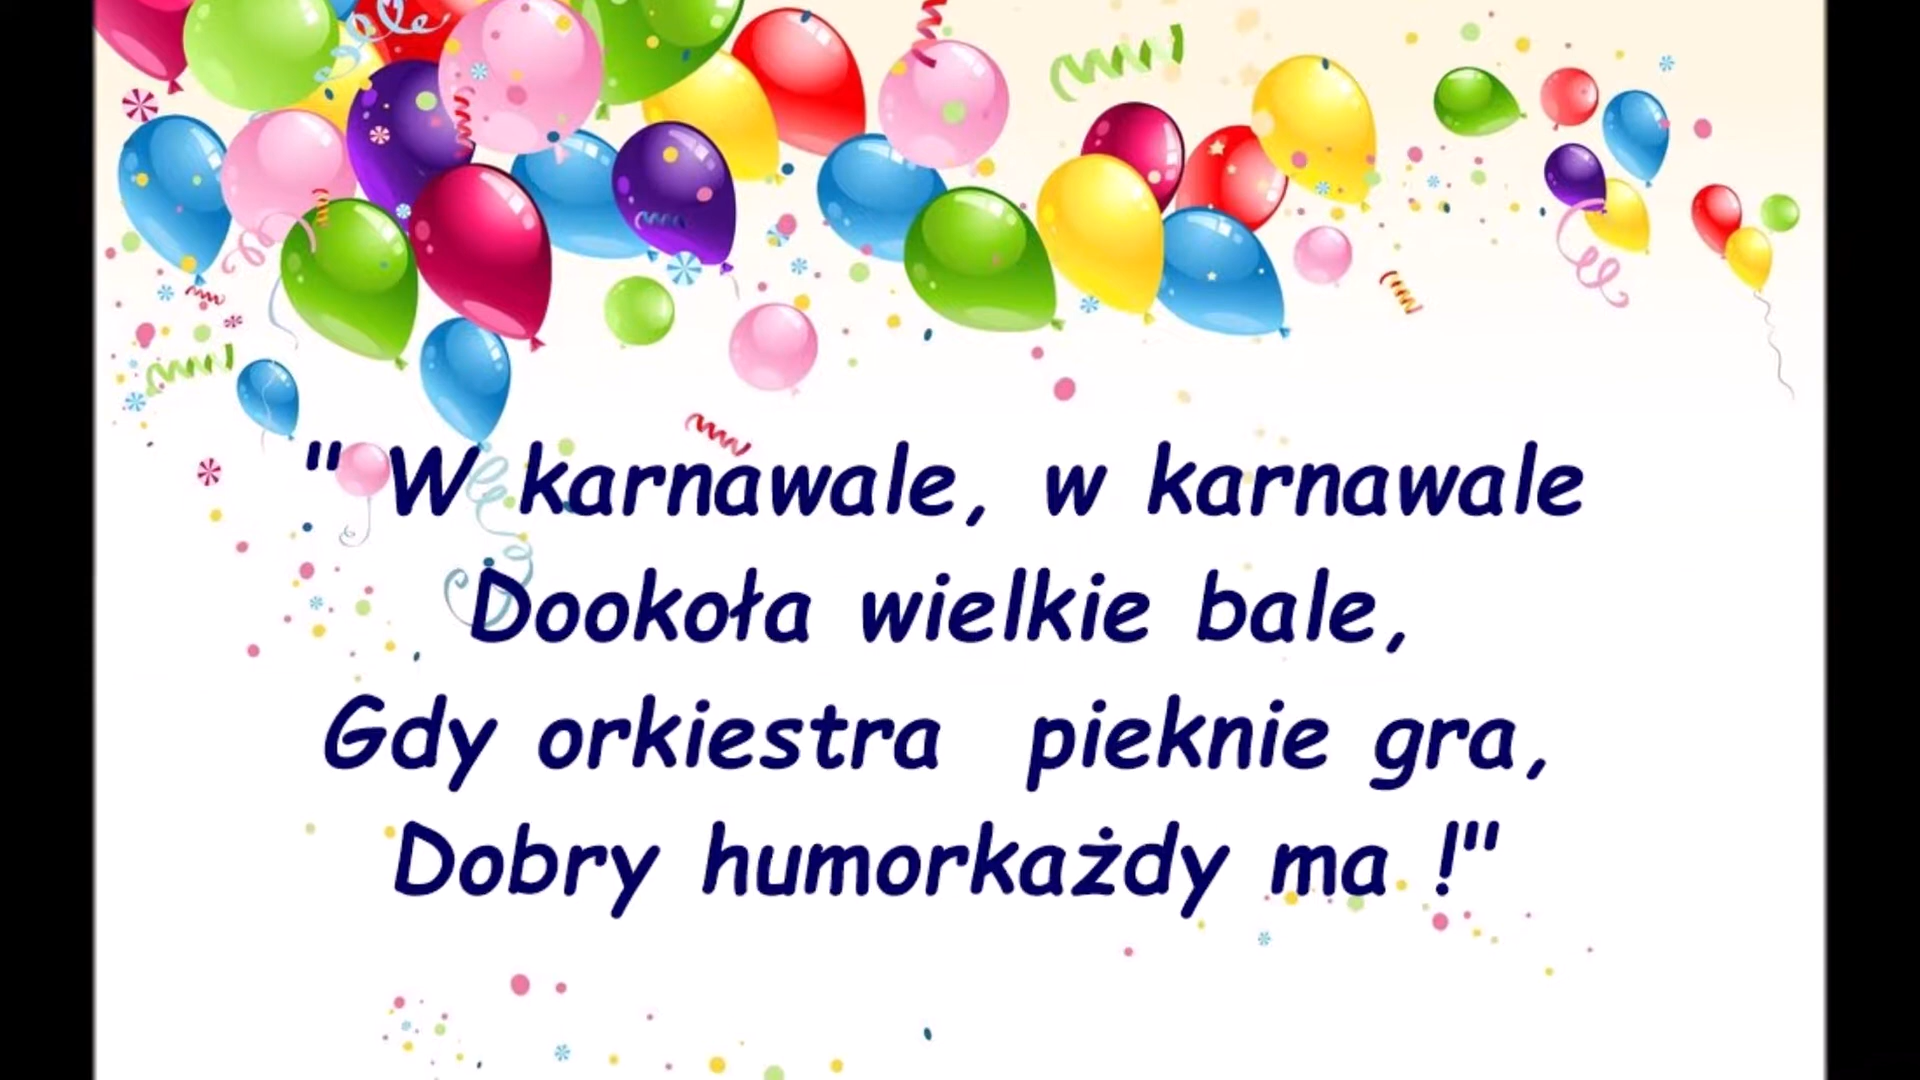 " W karnawale, w karnawale
Dookoła wielkie bale,
Gdy orkiestra pieknie gra,
Dobry humorkażdy ma !"